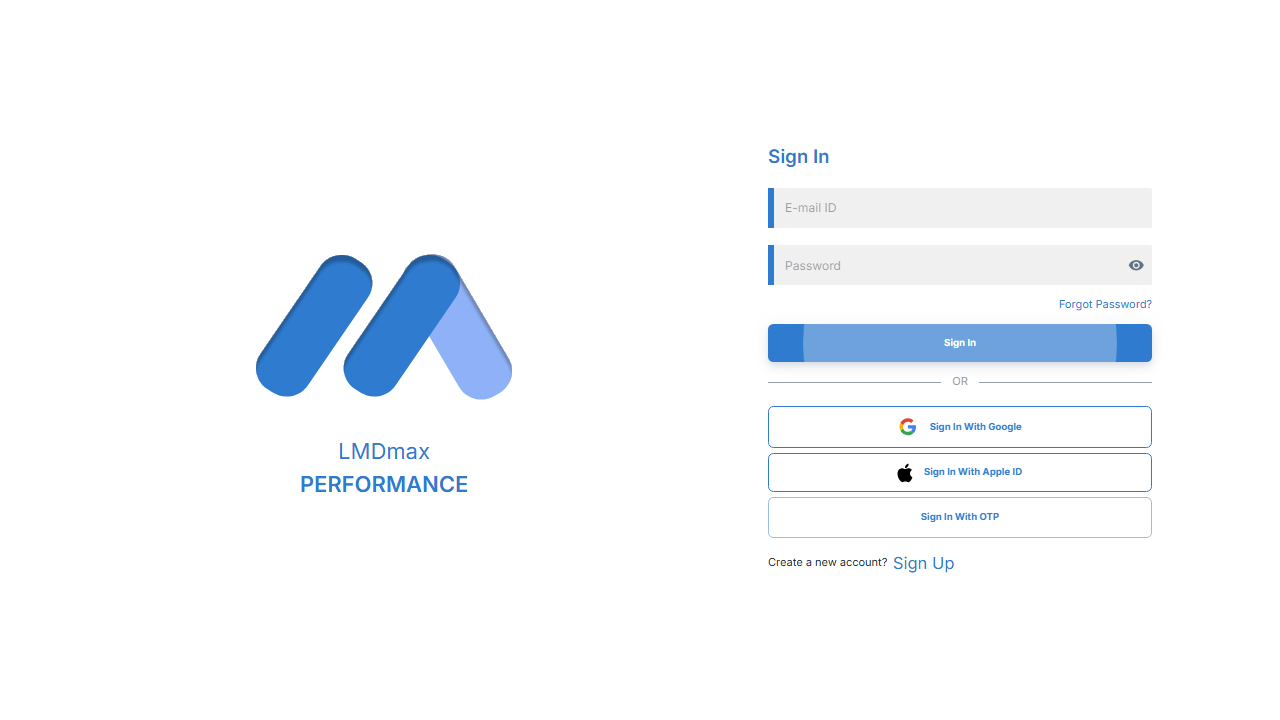 LMDmax
PERFORMANCE
Sign In
E-mail ID
Password
Forgot Password?
Sign In
OR
Sign In With Google
Sign In With Apple ID
Sign In With OTP
Create a new account? Sign Up